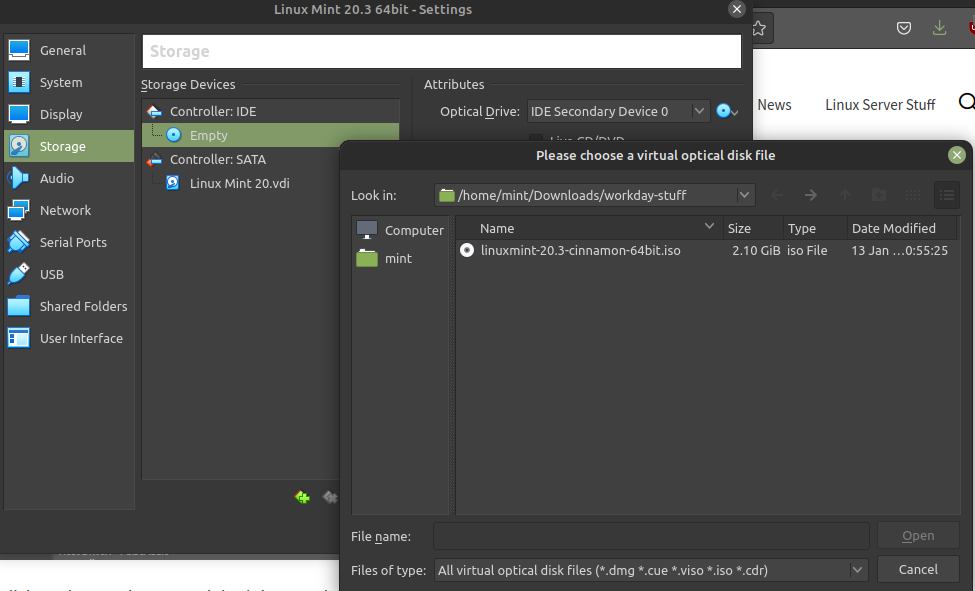 Linux Mint 20.3 64bit - Settings
General
System
Display
Storage
Audio
Network
Serial Ports
USB
Shared Folders
User Interface
Storage
Storage Devices
Controller: IDE
Empty
Controller: SATA
Linux Mint 20.vdi
Attributes
Optical Drive: IDE Secondary Device 0
Live CD/DVD
News Linux Server Stuff
Please choose a virtual optical disk file
Look in: /home/mint/Downloads/workday-stuff
Computer
mint
Name Size Type Date Modified
linuxmint-20.3-cinnamon-64bit.iso 2.10 GiB iso File 13 Jan ...0:55:25
File name: Open
Files of type: All virtual optical disk files (*.dmg *.cue *.viso *.iso *.cdr) Cancel